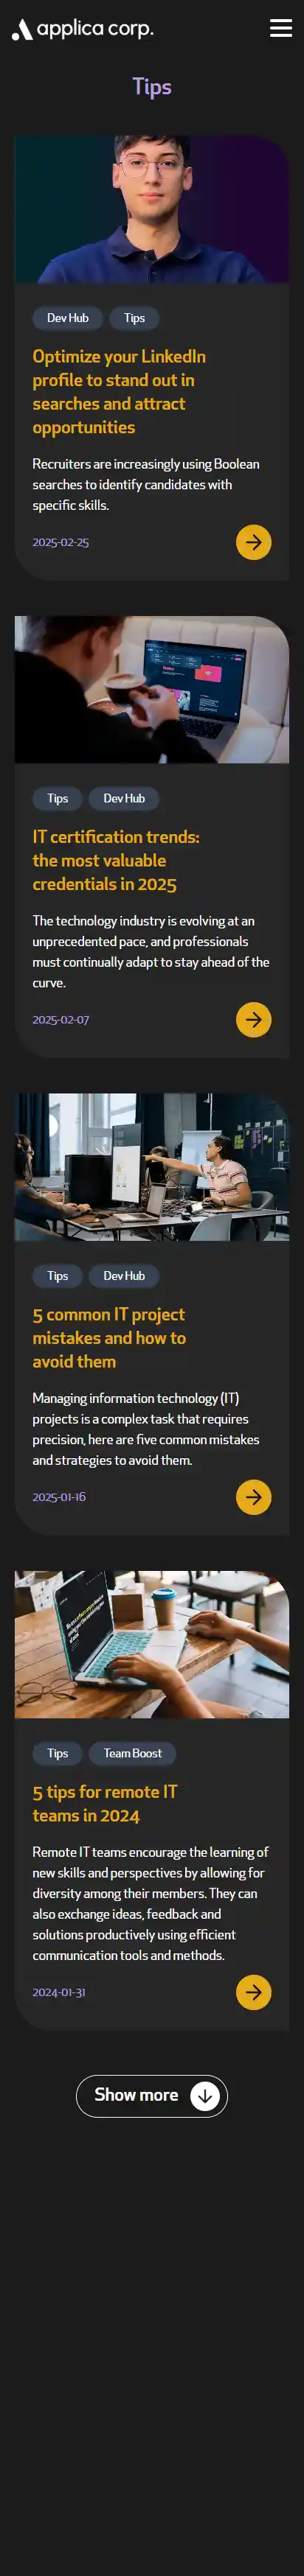 applica corp.
Tips
Dev Hub
Tips
Optimize your LinkedIn
profile to stand out in
searches and attract
opportunities
Recruiters are increasingly using Boolean
searches to identify candidates with
specific skills.
2025-02-25
Tips
Dev Hub
IT certification trends:
the most valuable
credentials in 2025
The technology industry is evolving at an
unprecedented pace, and professionals
must continually adapt to stay ahead of the
curve.
2025-02-07
Tips
Dev Hub
5 common IT project
mistakes and how to
avoid them
Managing information technology (IT)
projects is a complex task that requires
precision, here are five common mistakes
and strategies to avoid them.
2025-01-16
Tips
Team Boost
5 tips for remote IT
teams in 2024
Remote IT teams encourage the learning of
new skills and perspectives by allowing for
diversity among their members. They can
also exchange ideas, feedback and
solutions productively using efficient
communication tools and methods.
2024-01-31
Show more